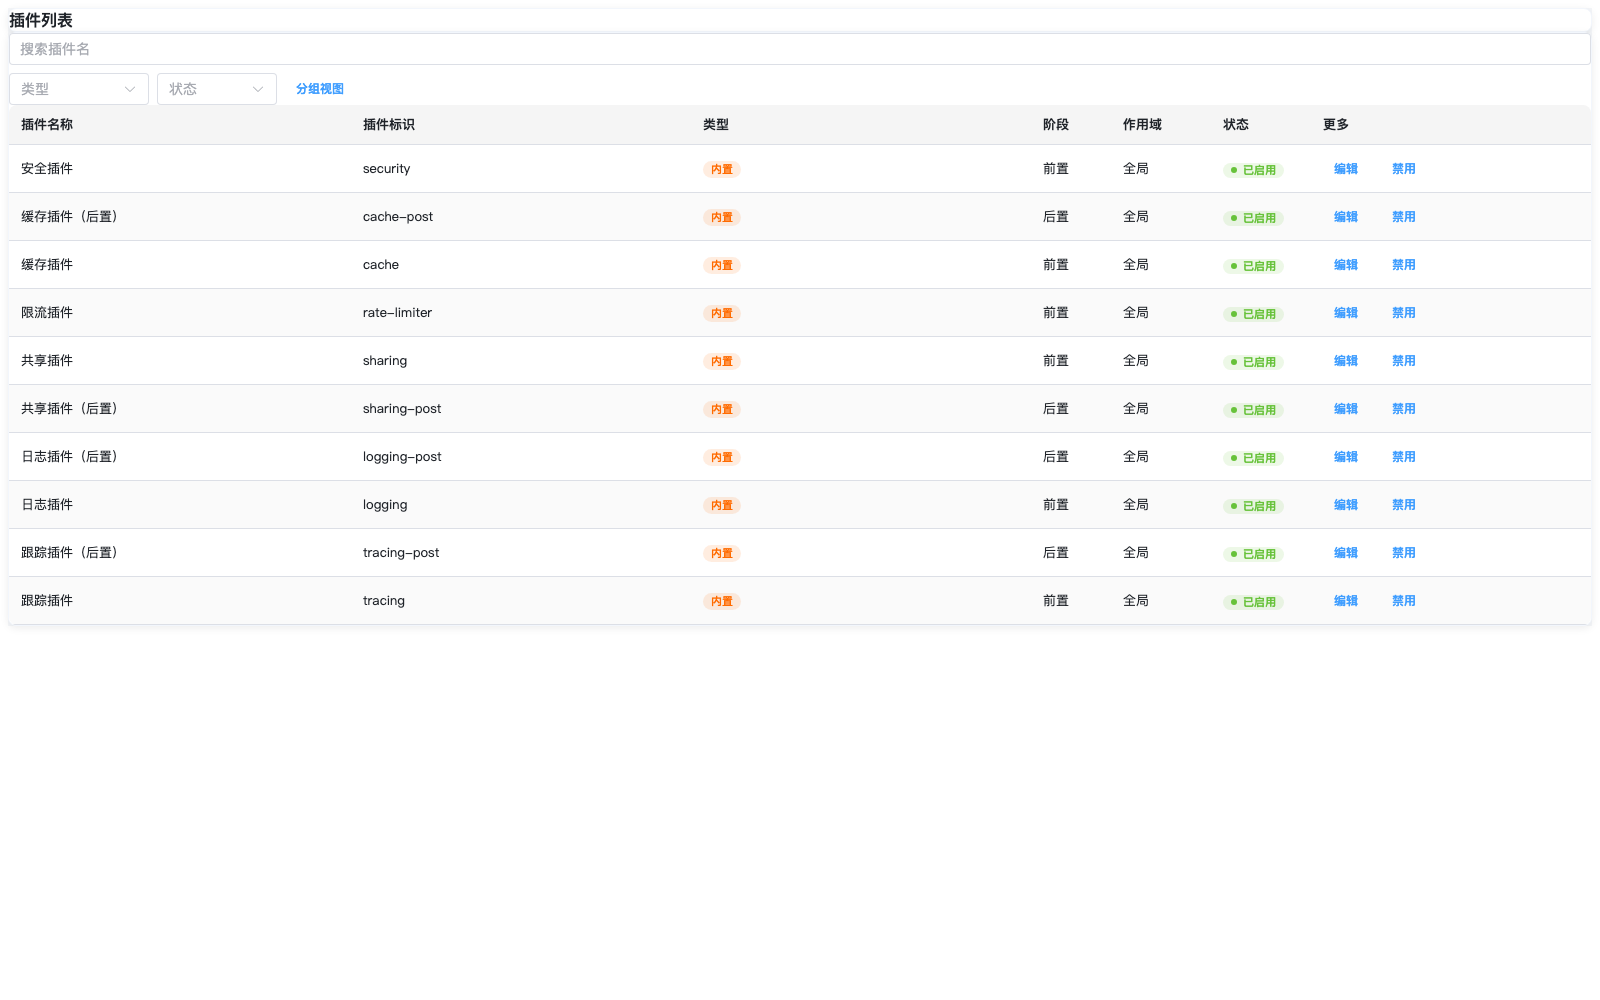 插件列表
搜索插件名
类型 状态 分组视图
插件名称 插件标识 类型 阶段 作用域 状态 更多
安全插件 security 内置 前置 全局 已启用 编辑 禁用
缓存插件（后置） cache-post 内置 后置 全局 已启用 编辑 禁用
缓存插件 cache 内置 前置 全局 已启用 编辑 禁用
限流插件 rate-limiter 内置 前置 全局 已启用 编辑 禁用
共享插件 sharing 内置 前置 全局 已启用 编辑 禁用
共享插件（后置） sharing-post 内置 后置 全局 已启用 编辑 禁用
日志插件（后置） logging-post 内置 后置 全局 已启用 编辑 禁用
日志插件 logging 内置 前置 全局 已启用 编辑 禁用
跟踪插件（后置） tracing-post 内置 后置 全局 已启用 编辑 禁用
跟踪插件 tracing 内置 前置 全局 已启用 编辑 禁用